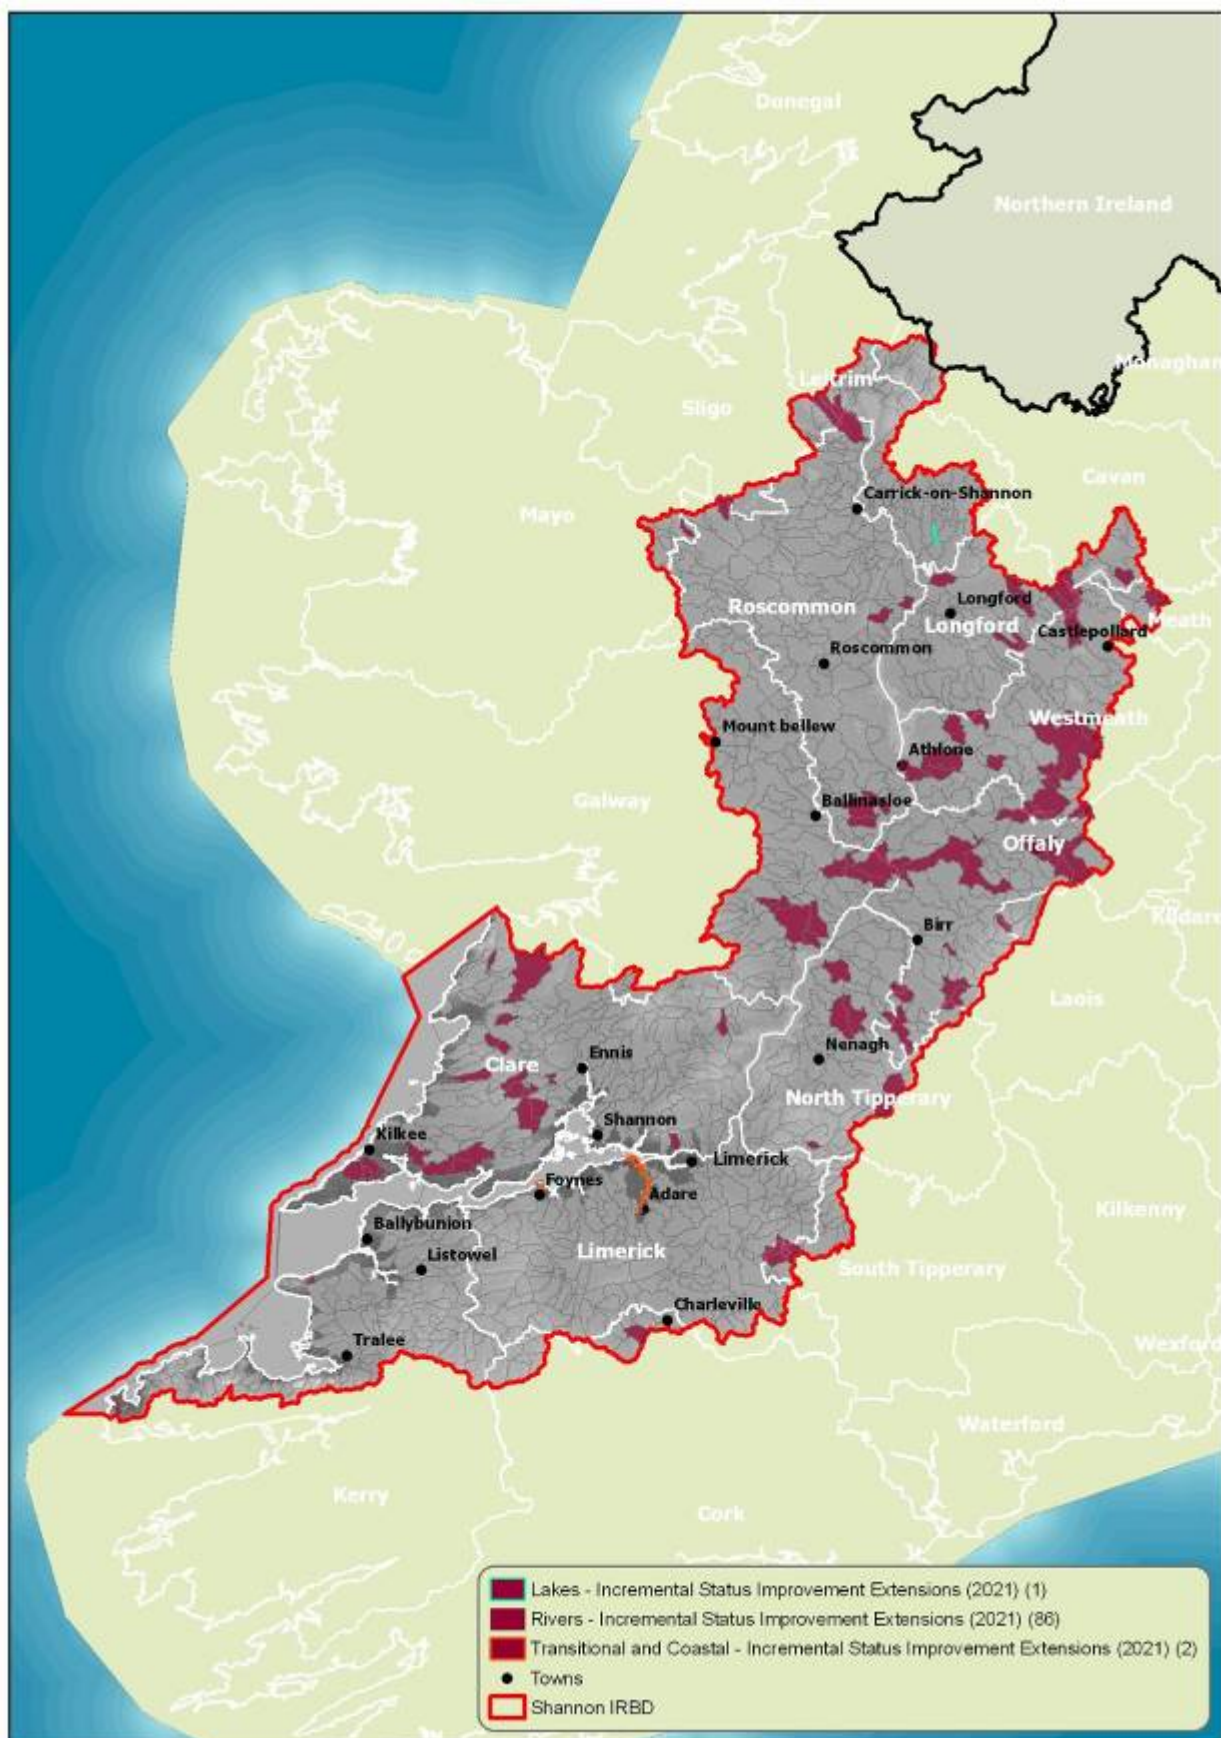 Donegal
Northern Ireland
Monaghan
Leitrim
Sligo
Cavan
Carrick-on-Shannon
Mayo
Roscommon
Longford
Longford
Meath
Castlepollard
Roscommon
Westmeath
Mount bellew
Athlone
Galway
Ballinasloe
Offaly
Kildare
Birr
Laois
Nenagh
Ennis
Clare
North Tipperary
Shannon
Kilkee
Limerick
Foynes
Adare
Kilkenny
Ballybunion
Listowel
Limerick
South Tipperary
Charleville
Wexford
Tralee
Waterford
Kerry
Cork
Lakes - Incremental Status Improvement Extensions (2021) (1)
Rivers - Incremental Status Improvement Extensions (2021) (86)
Transitional and Coastal - Incremental Status Improvement Extensions (2021) (2)
Towns
Shannon IRBD